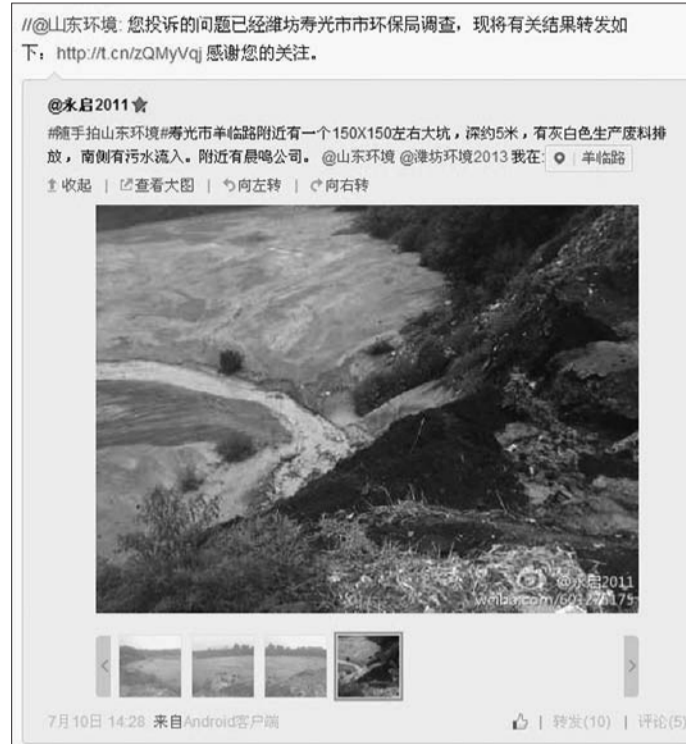 //@山东环境: 您投诉的问题已经潍坊寿光市市环保局调查，现将有关结果转发如
下：http://t.cn/zQMyVqj 感谢您的关注。
@永启2011
#随手拍山东环境#寿光市羊临路附近有一个150X150左右大坑，深约5米，有灰白色生产废料排
放，南侧有污水流入。附近有晨鸣公司。 @山东环境 @潍坊环境2013 我在: 羊临路
收起 | 查看大图 | 向左转 | 向右转
@永启2011
weibo.com/601275175
7月10日 14:28 来自Android客户端
| 转发(10) | 评论(5)